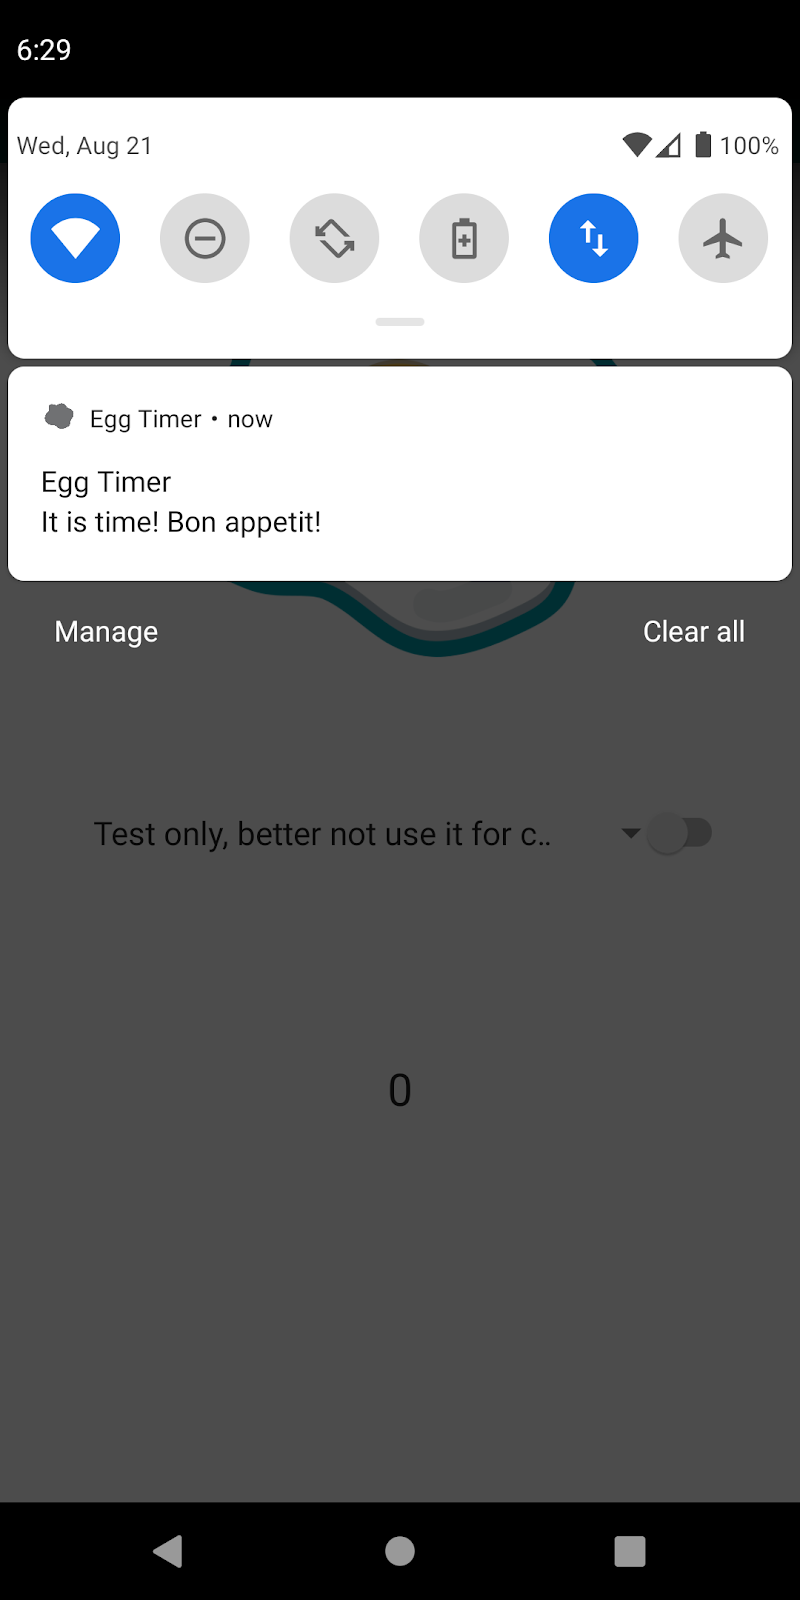 6:29
Wed, Aug 21
100%
Egg Timer • now
Egg Timer
It is time! Bon appetit!
Manage
Clear all
Test only, better not use it for c..
0